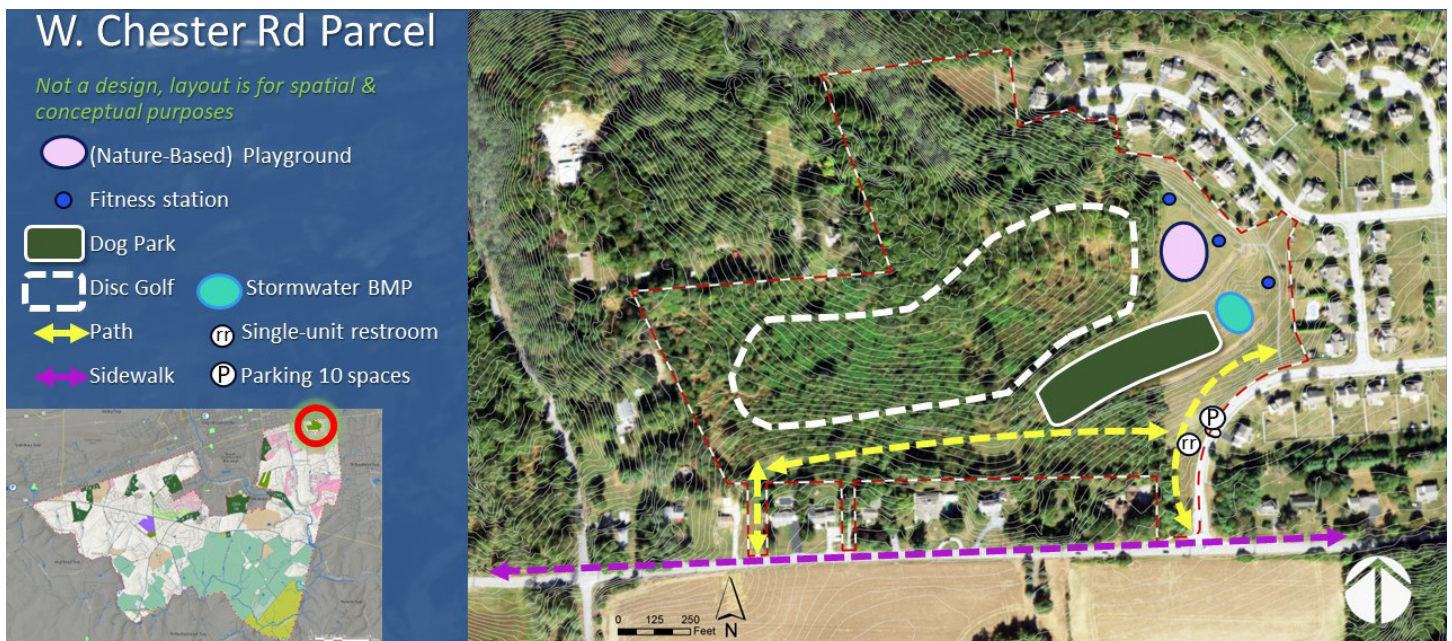 W. Chester Rd Parcel
Not a design, layout is for spatial &
conceptual purposes
(Nature-Based) Playground
Fitness station
Dog Park
Disc Golf
Stormwater BMP
Path
rr
Single-unit restroom
Sidewalk
P
Parking 10 spaces
P
rr
0 125 250
Feet
N